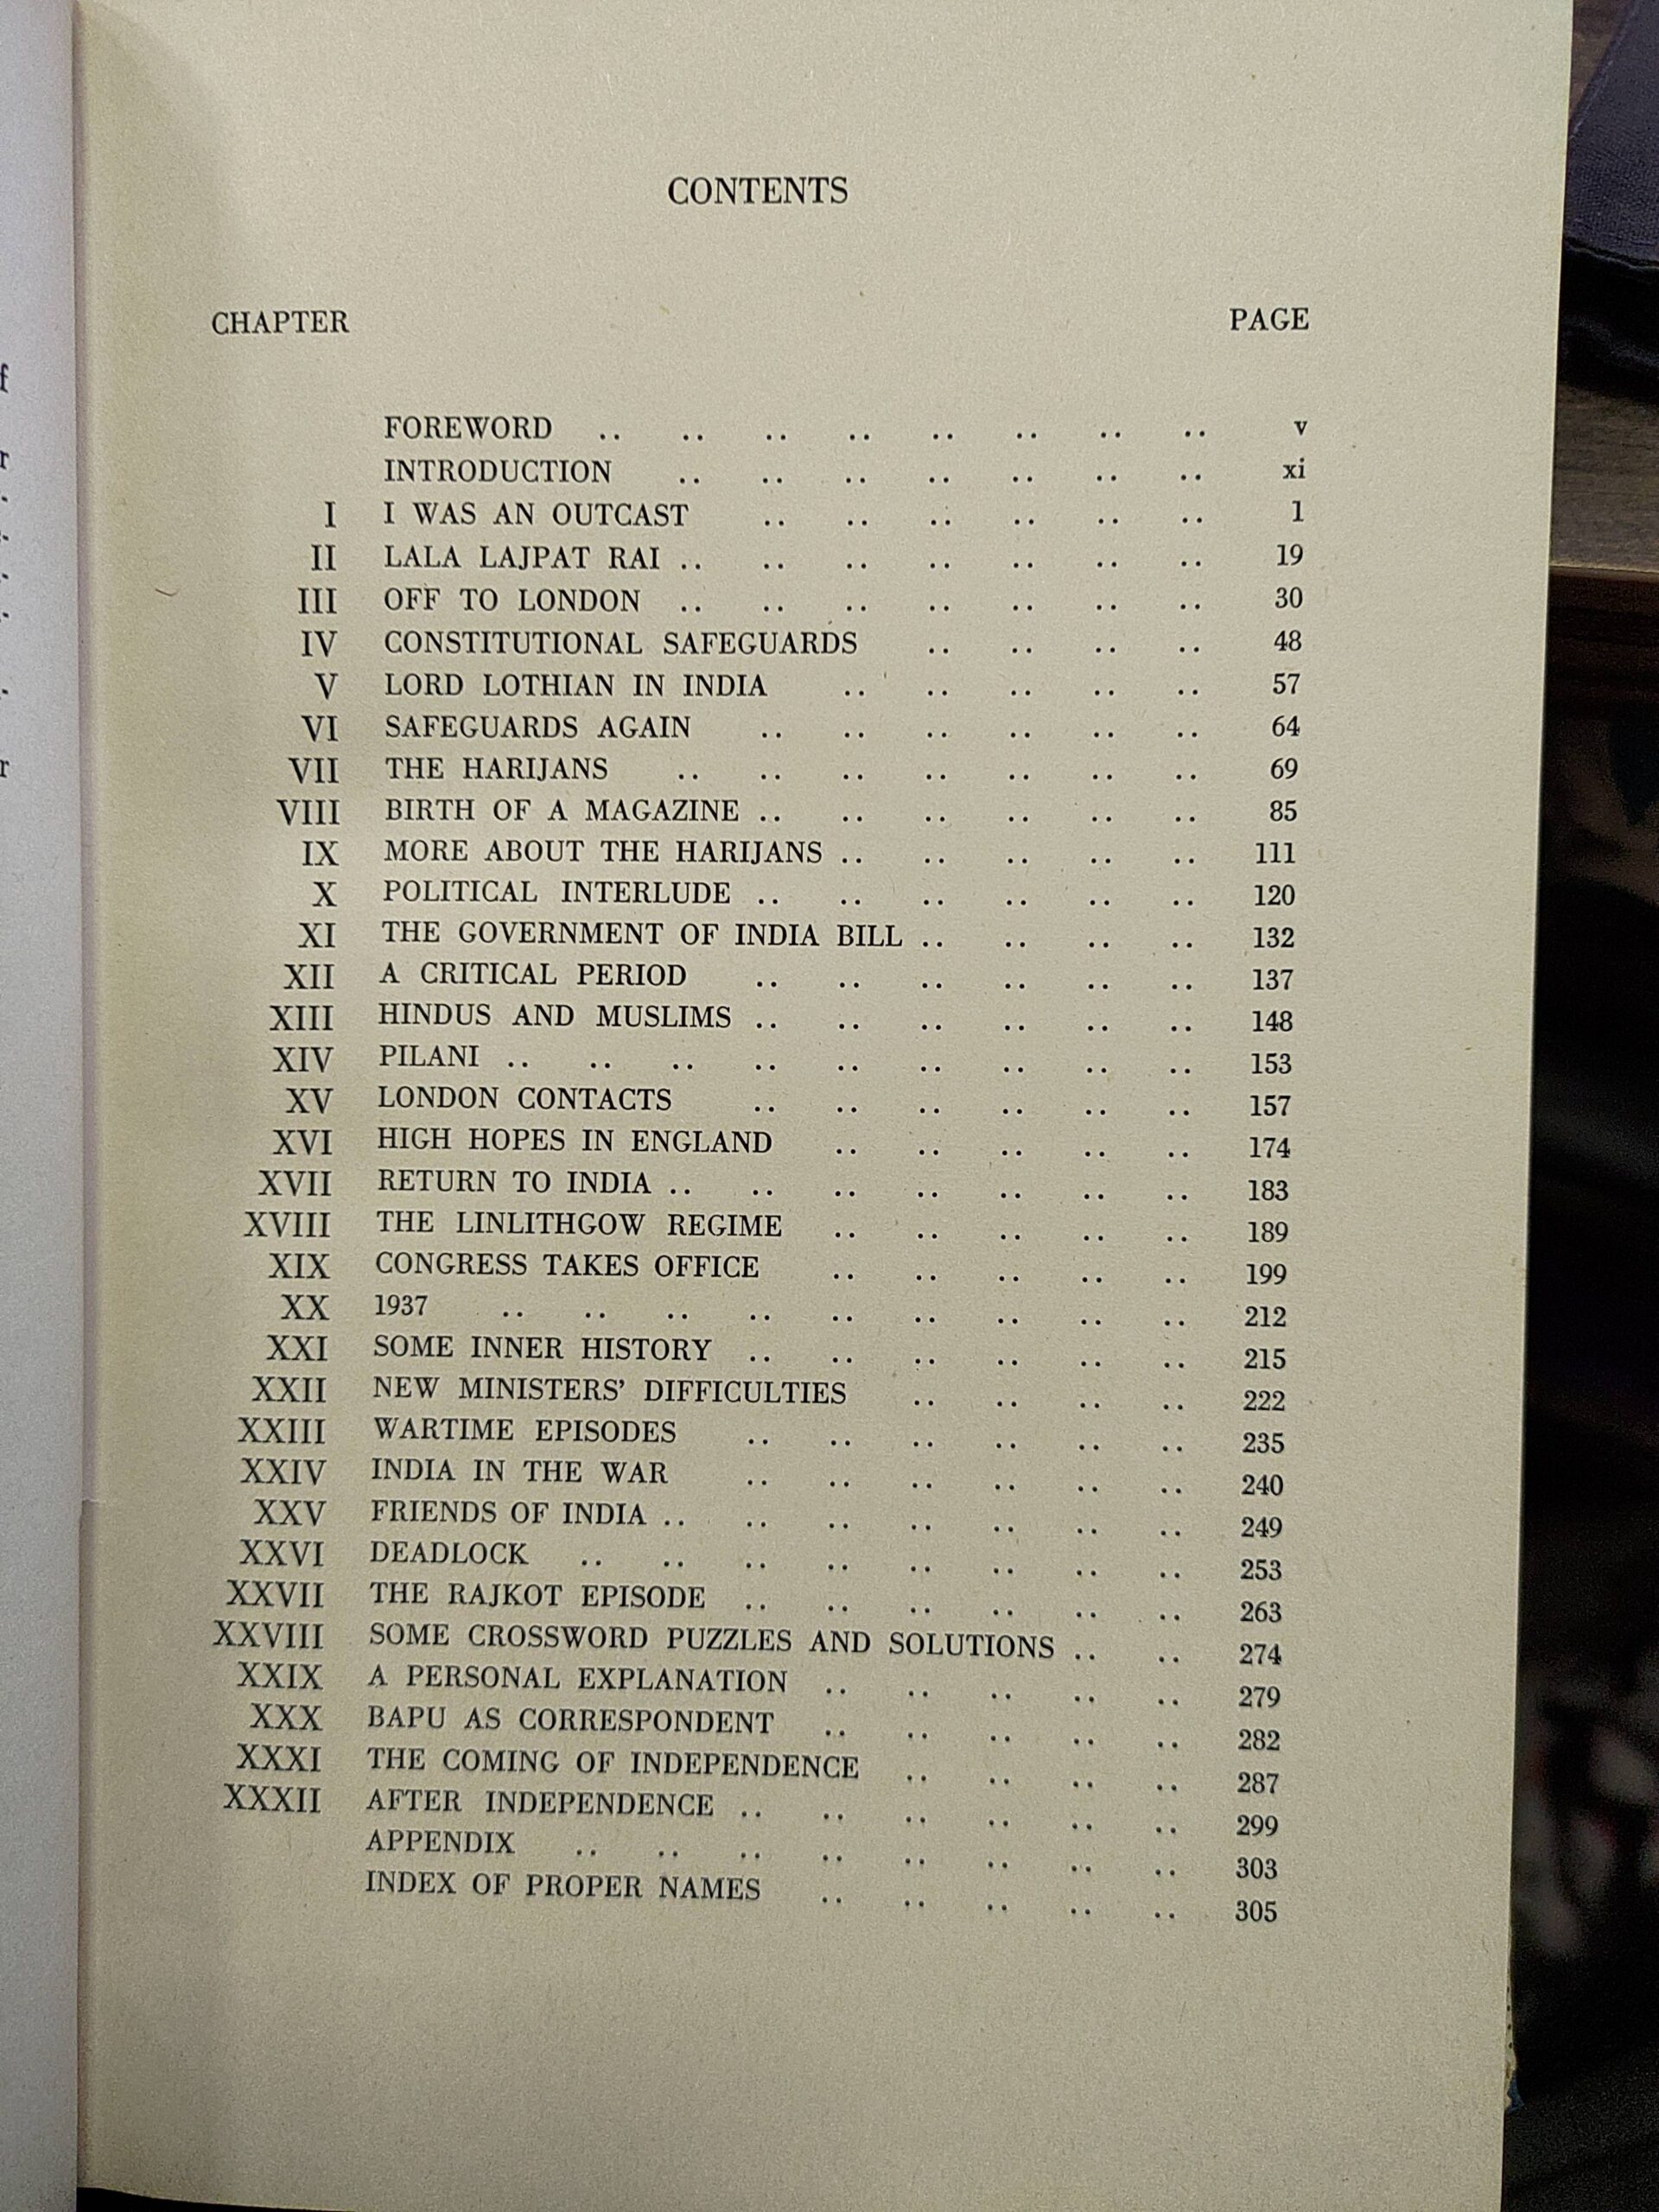 CONTENTS
CHAPTER PAGE
FOREWORD .. .. .. .. .. .. .. .. v
INTRODUCTION .. .. .. .. .. .. .. xi
I I WAS AN OUTCAST .. .. .. .. .. .. 1
II LALA LAJPAT RAI .. .. .. .. .. .. .. 19
III OFF TO LONDON .. .. .. .. .. .. .. 30
IV CONSTITUTIONAL SAFEGUARDS .. .. .. .. 48
V LORD LOTHIAN IN INDIA .. .. .. .. .. 57
VI SAFEGUARDS AGAIN .. .. .. .. .. .. 64
VII THE HARIJANS .. .. .. .. .. .. .. 69
VIII BIRTH OF A MAGAZINE .. .. .. .. .. .. 85
IX MORE ABOUT THE HARIJANS .. .. .. .. .. 111
X POLITICAL INTERLUDE .. .. .. .. .. .. 120
XI THE GOVERNMENT OF INDIA BILL .. .. .. .. 132
XII A CRITICAL PERIOD .. .. .. .. .. .. 137
XIII HINDUS AND MUSLIMS .. .. .. .. .. .. 148
XIV PILANI .. .. .. .. .. .. .. .. .. 153
XV LONDON CONTACTS .. .. .. .. .. .. 157
XVI HIGH HOPES IN ENGLAND .. .. .. .. .. 174
XVII RETURN TO INDIA .. .. .. .. .. .. .. 183
XVIII THE LINLITHGOW REGIME .. .. .. .. .. 189
XIX CONGRESS TAKES OFFICE .. .. .. .. .. 199
XX 1937 .. .. .. .. .. .. .. .. .. 212
XXI SOME INNER HISTORY .. .. .. .. .. .. 215
XXII NEW MINISTERS' DIFFICULTIES .. .. .. .. 222
XXIII WARTIME EPISODES .. .. .. .. .. .. 235
XXIV INDIA IN THE WAR .. .. .. .. .. .. 240
XXV FRIENDS OF INDIA .. .. .. .. .. .. .. 249
XXVI DEADLOCK .. .. .. .. .. .. .. .. 253
XXVII THE RAJKOT EPISODE .. .. .. .. .. .. 263
XXVIII SOME CROSSWORD PUZZLES AND SOLUTIONS .. .. 274
XXIX A PERSONAL EXPLANATION .. .. .. .. .. 279
XXX BAPU AS CORRESPONDENT .. .. .. .. .. 282
XXXI THE COMING OF INDEPENDENCE .. .. .. .. 287
XXXII AFTER INDEPENDENCE .. .. .. .. .. .. 299
APPENDIX .. .. .. .. .. .. .. .. 303
INDEX OF PROPER NAMES .. .. .. .. .. 305